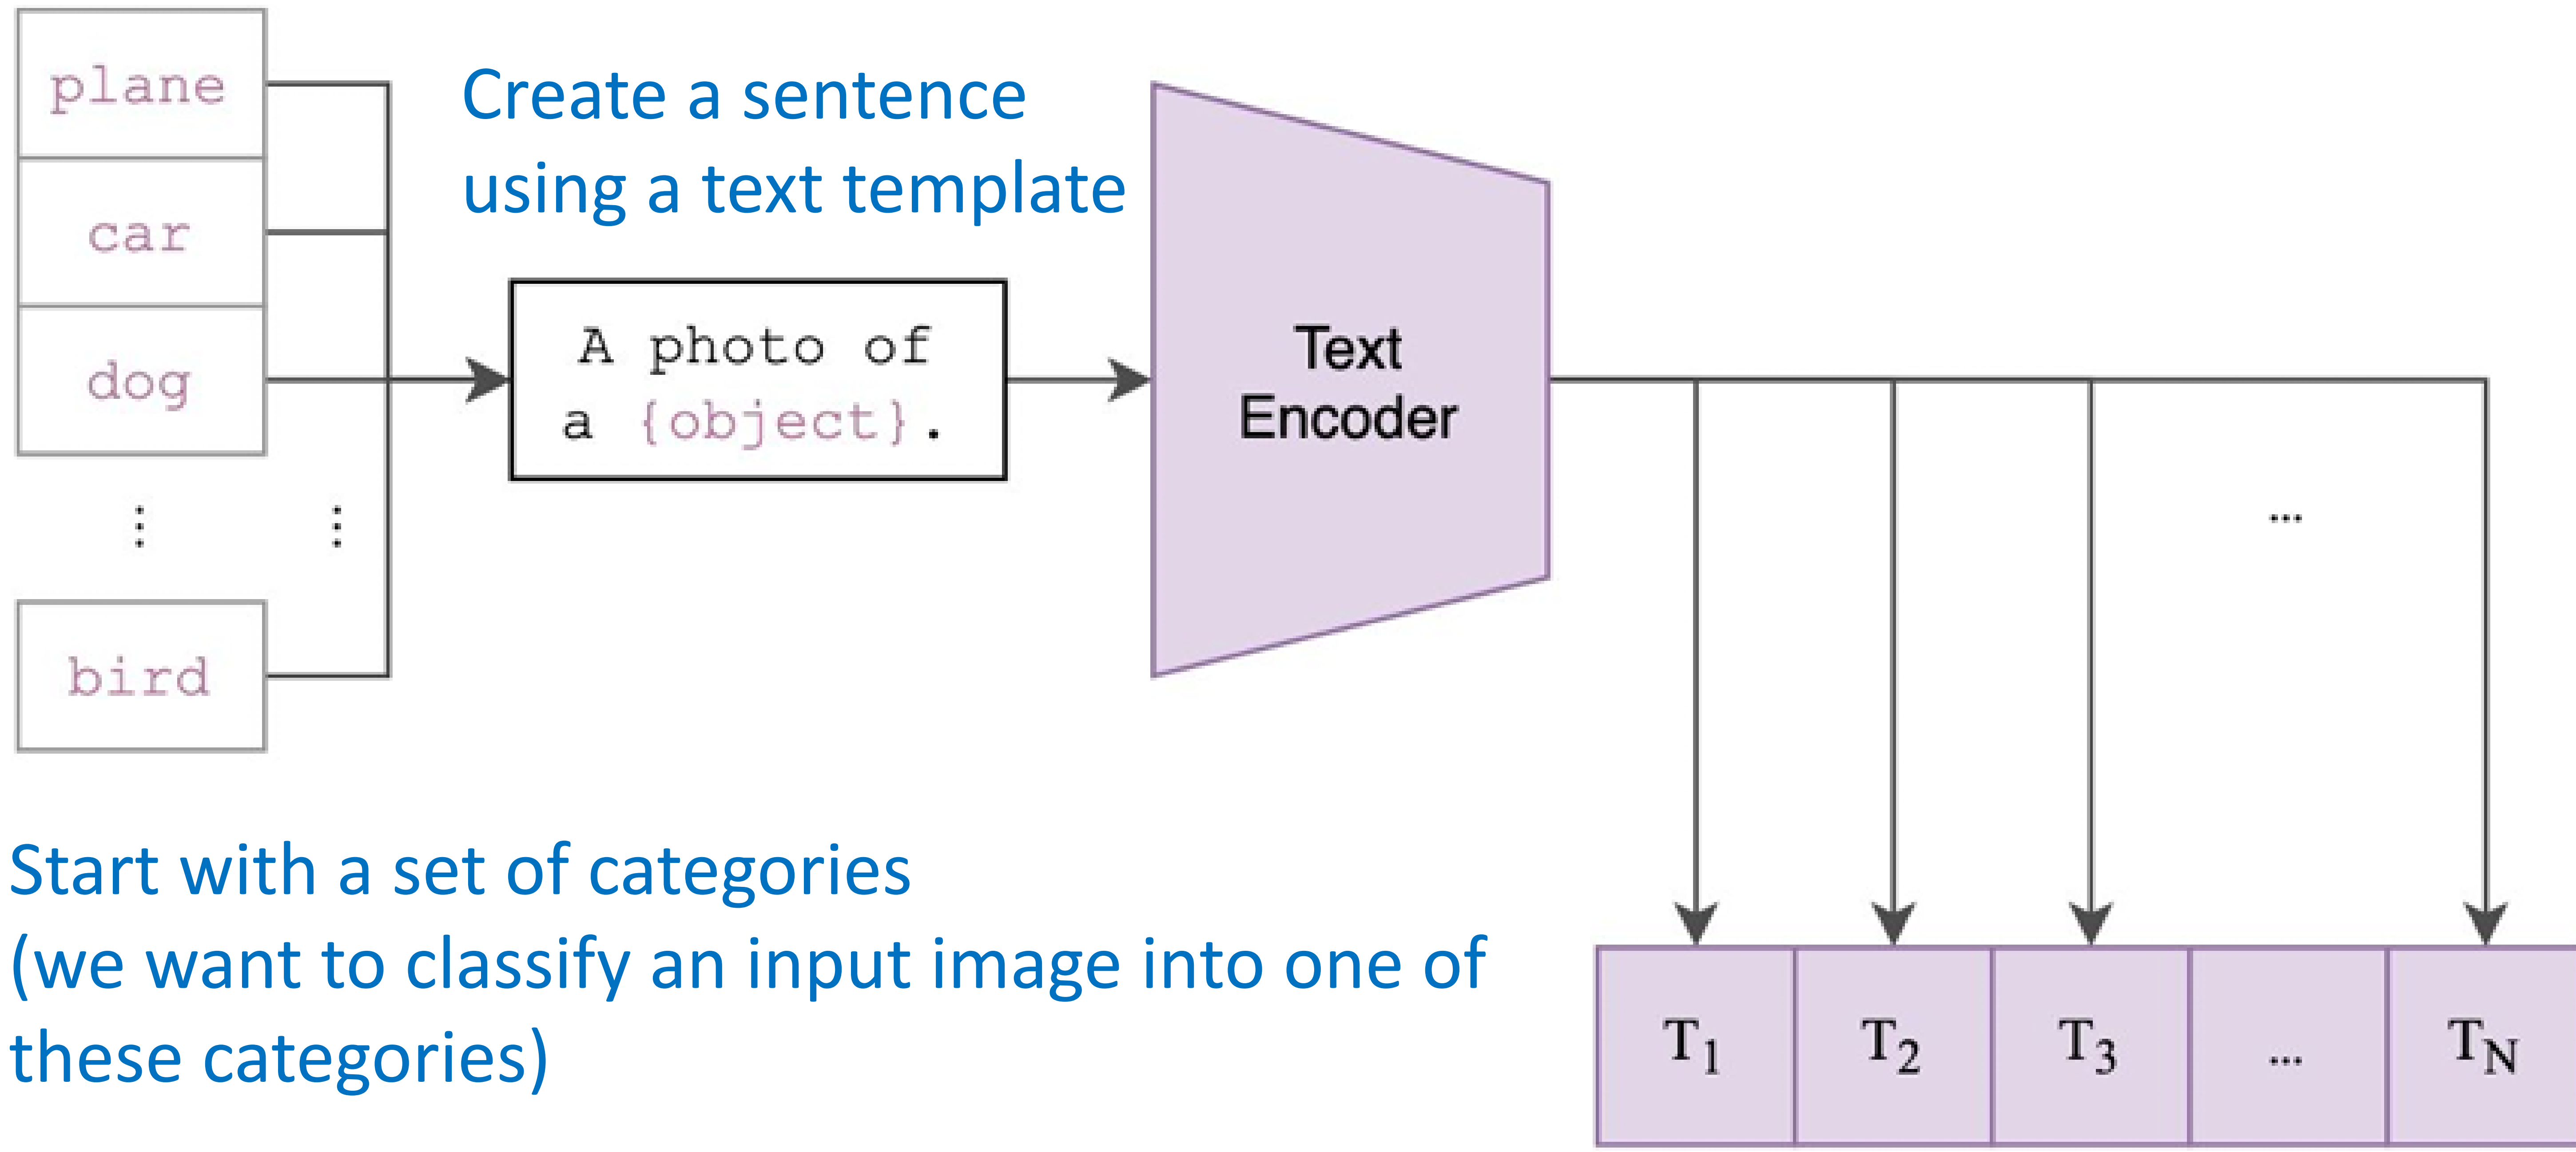 plane
car
dog
⋮ ⋮
bird
Create a sentence
using a text template
A photo of
a {object}.
Text
Encoder
...
Start with a set of categories
(we want to classify an input image into one of
these categories)
T₁ T₂ T₃ ... T_N